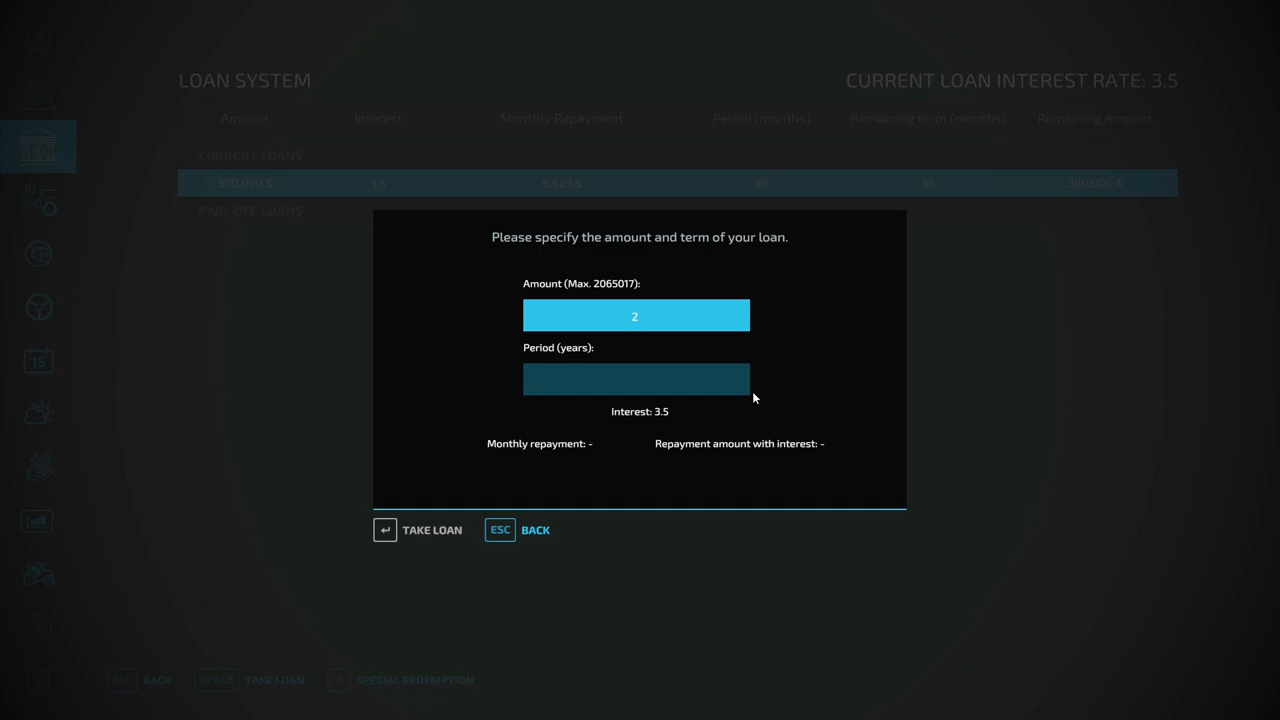 LOAN SYSTEM
CURRENT LOAN INTEREST RATE: 3.5
Amount Interest Monthly Repayment Period (months) Remaining term (months) Remaining Amount
CURRENT LOANS
300.000 $ 3.5 8.923 $ 36 36 300.000 $
PAID-OFF LOANS
Please specify the amount and term of your loan.
Amount (Max. 2065017):
2
Period (years):
Interest: 3.5
Monthly repayment: - Repayment amount with interest: -
↵ TAKE LOAN ESC BACK
15
ESC BACK SPACE TAKE LOAN X SPECIAL REDEMPTION